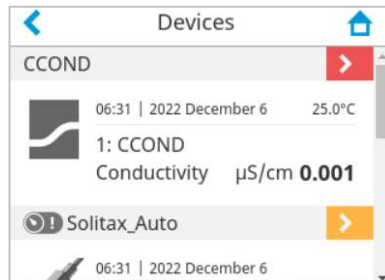 Devices
CCOND
06:31 | 2022 December 6 25.0°C
1: CCOND
Conductivity µS/cm 0.001
Solitax_Auto
06:31 | 2022 December 6